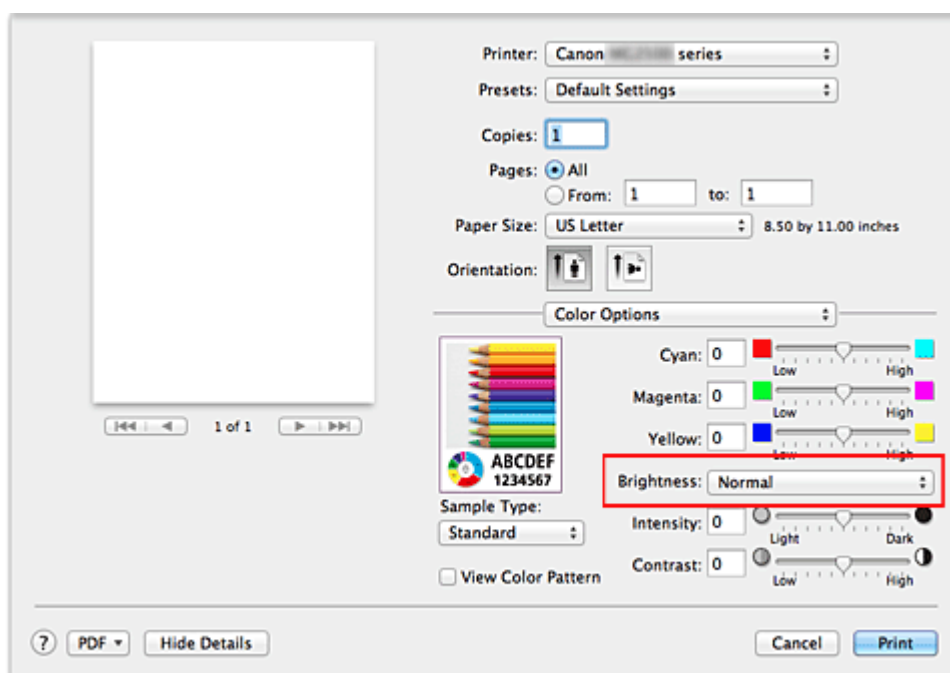 Printer: Canon series
Presets: Default Settings
Copies: 1
Pages: All
From: 1 to: 1
Paper Size: US Letter 8.50 by 11.00 inches
Orientation:
Color Options
Cyan: 0
Low High
Magenta: 0
Low High
Yellow: 0
Low High
ABCDEF
1234567
Brightness: Normal
Sample Type:
Standard
Intensity: 0
Light Dark
Contrast: 0
Low High
View Color Pattern
1 of 1
? PDF Hide Details Cancel Print